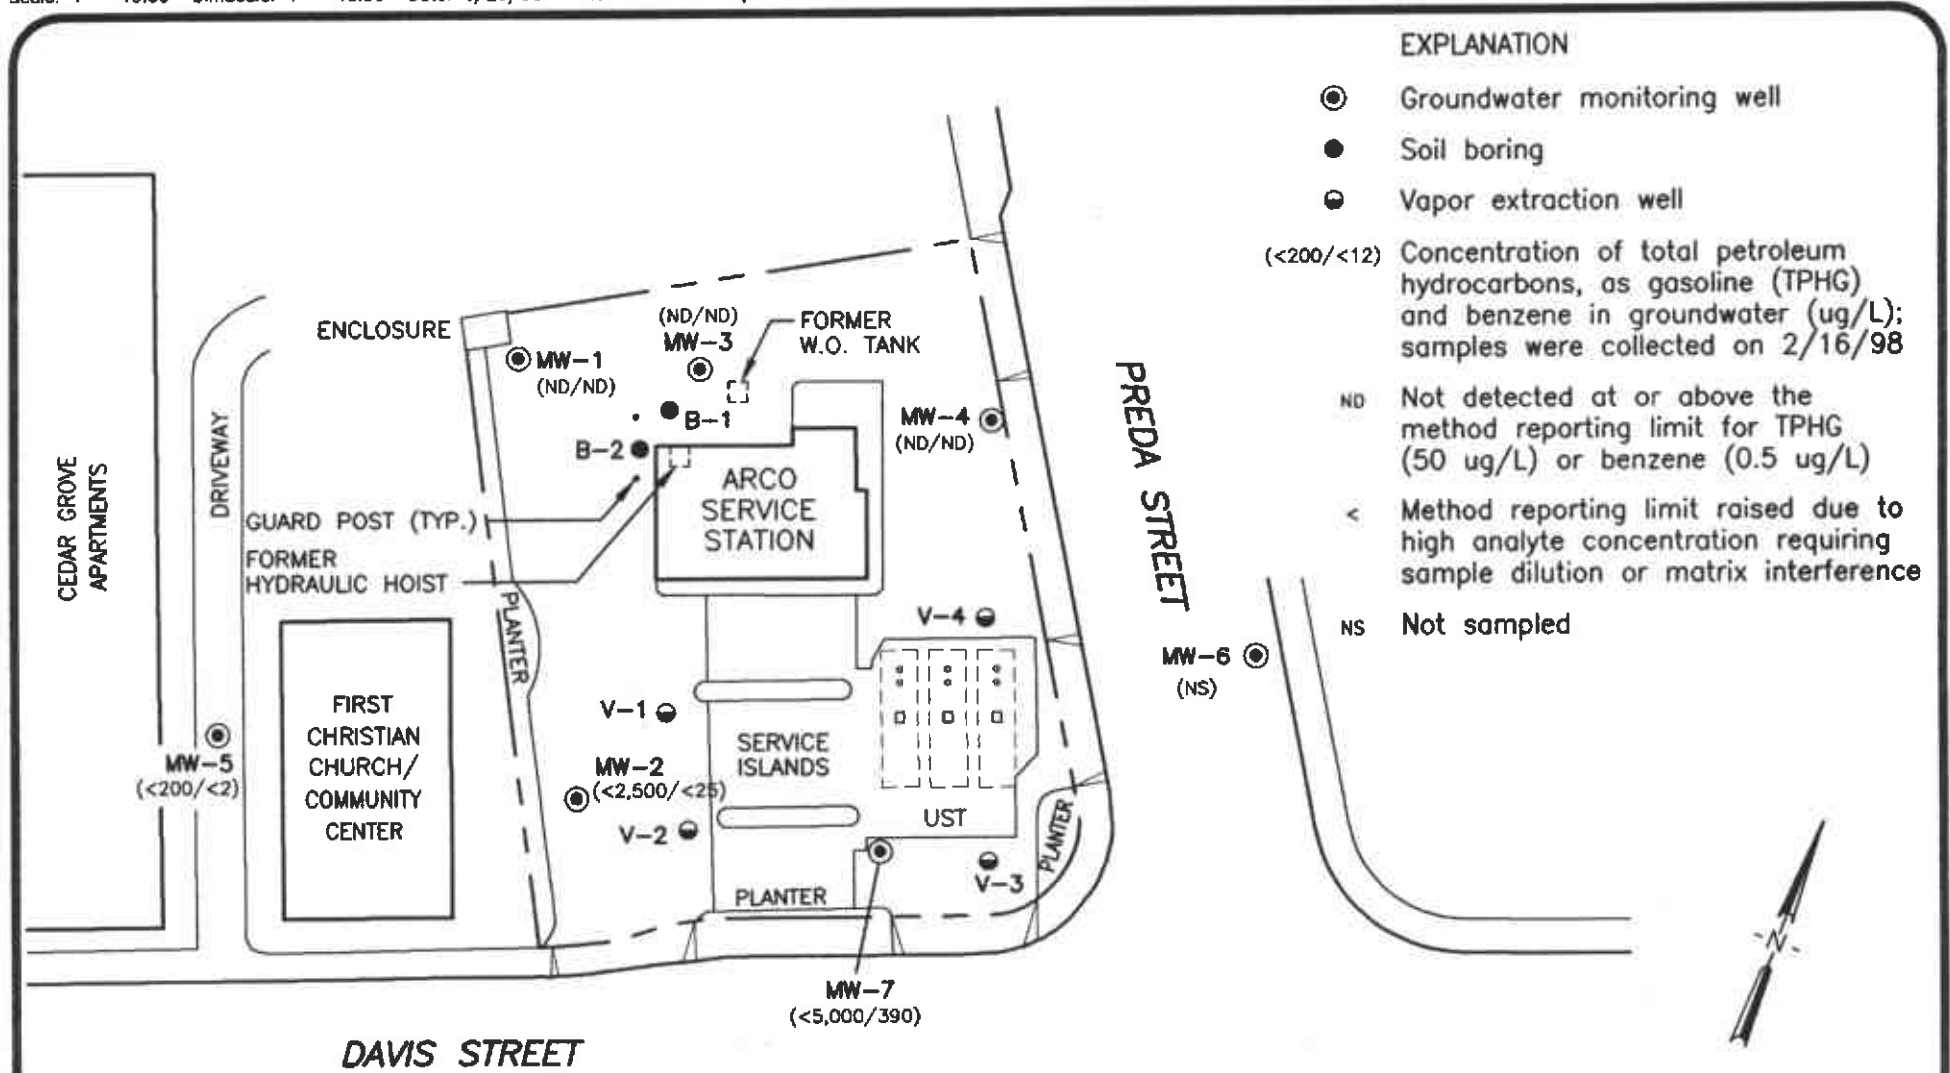 EXPLANATION
Groundwater monitoring well
Soil boring
Vapor extraction well
(<200/<12) Concentration of total petroleum
hydrocarbons, as gasoline (TPHG)
and benzene in groundwater (ug/L);
samples were collected on 2/16/98
ND Not detected at or above the
method reporting limit for TPHG
(50 ug/L) or benzene (0.5 ug/L)
< Method reporting limit raised due to
high analyte concentration requiring
sample dilution or matrix interference
NS Not sampled
ENCLOSURE
MW-1
(ND/ND)
(ND/ND)
MW-3
FORMER
W.O. TANK
B-1
B-2
MW-4
(ND/ND)
ARCO
SERVICE
STATION
PREDA STREET
CEDAR GROVE
APARTMENTS
DRIVEWAY
GUARD POST (TYP.)
FORMER
HYDRAULIC HOIST
PLANTER
V-4
MW-6
(NS)
FIRST
CHRISTIAN
CHURCH/
COMMUNITY
CENTER
V-1
SERVICE
ISLANDS
MW-5
(<200/<2)
MW-2
(<2,500/<25)
V-2
UST
PLANTER
V-3
PLANTER
MW-7
(<5,000/390)
N
DAVIS STREET